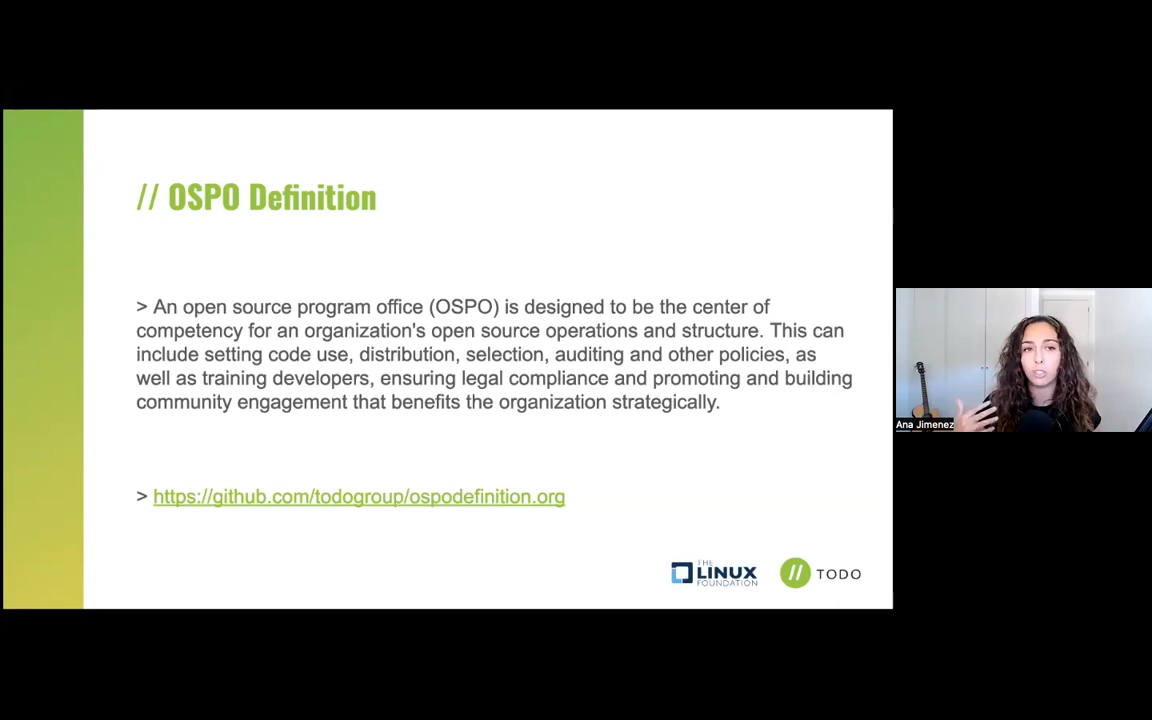 // OSPO Definition
> An open source program office (OSPO) is designed to be the center of
competency for an organization's open source operations and structure. This can
include setting code use, distribution, selection, auditing and other policies, as
well as training developers, ensuring legal compliance and promoting and building
community engagement that benefits the organization strategically.
> https://github.com/todogroup/ospodefinition.org
THE
LINUX
FOUNDATION
// TODO
Ana Jimenez